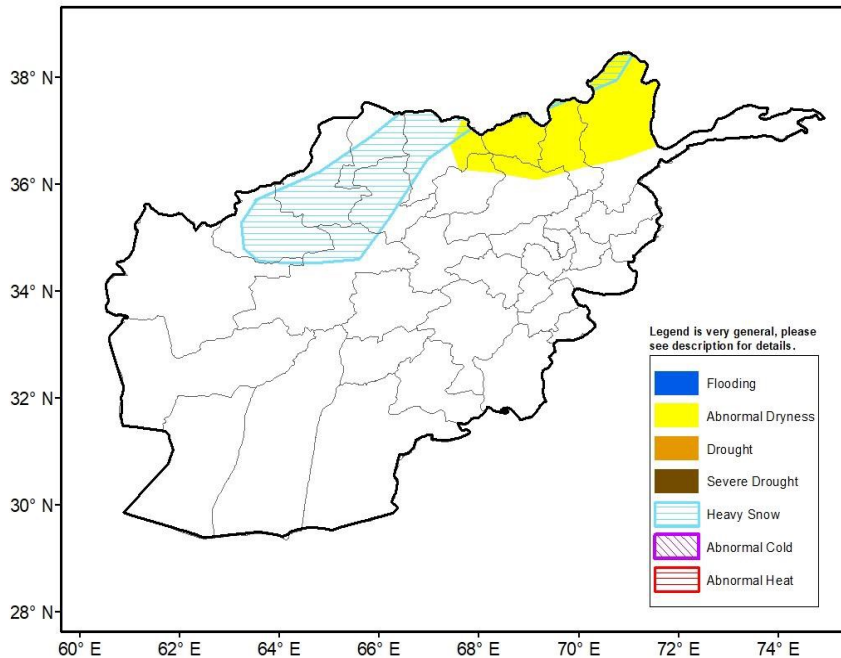 38° N
36° N
34° N
32° N
30° N
28° N
Legend is very general, please
see description for details.
Flooding
Abnormal Dryness
Drought
Severe Drought
Heavy Snow
Abnormal Cold
Abnormal Heat
60° E 62° E 64° E 66° E 68° E 70° E 72° E 74° E